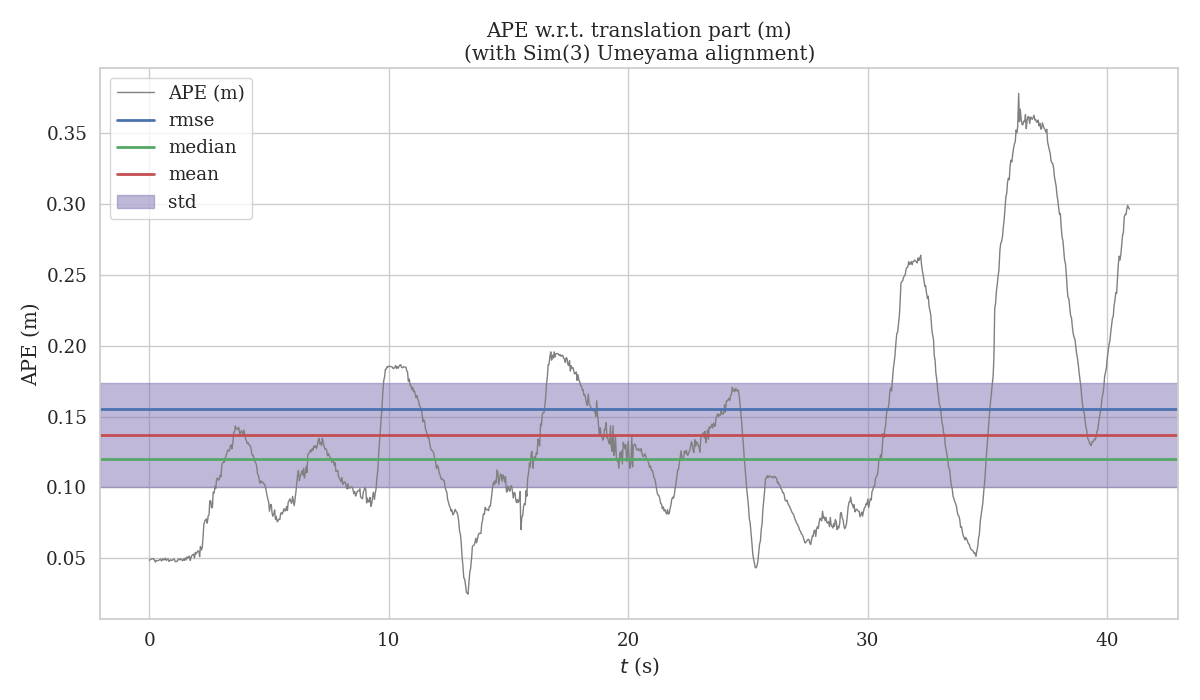 APE w.r.t. translation part (m)
(with Sim(3) Umeyama alignment)
APE (m)
rmse
median
mean
std
APE (m)
0.35
0.30
0.25
0.20
0.15
0.10
0.05
0
10
20
30
40
t (s)